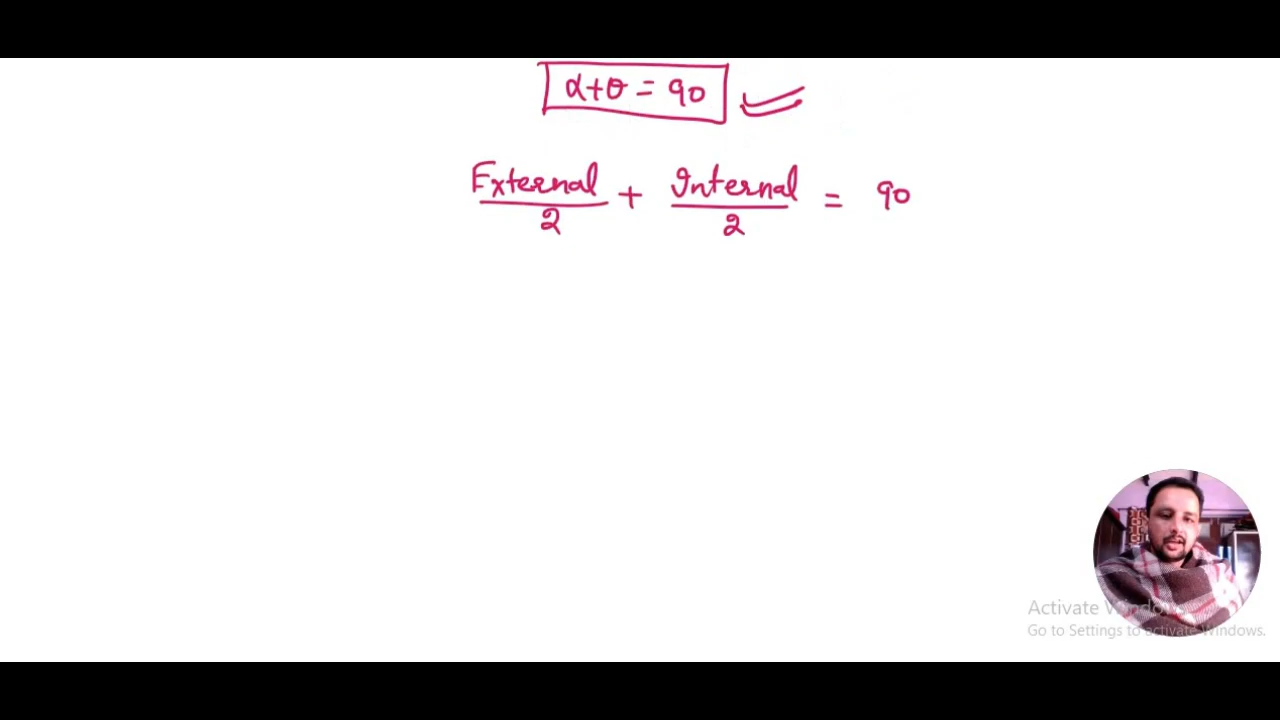 α+θ = 90
External/2 + Internal/2 = 90
Activate Windows
Go to Settings to activate Windows.